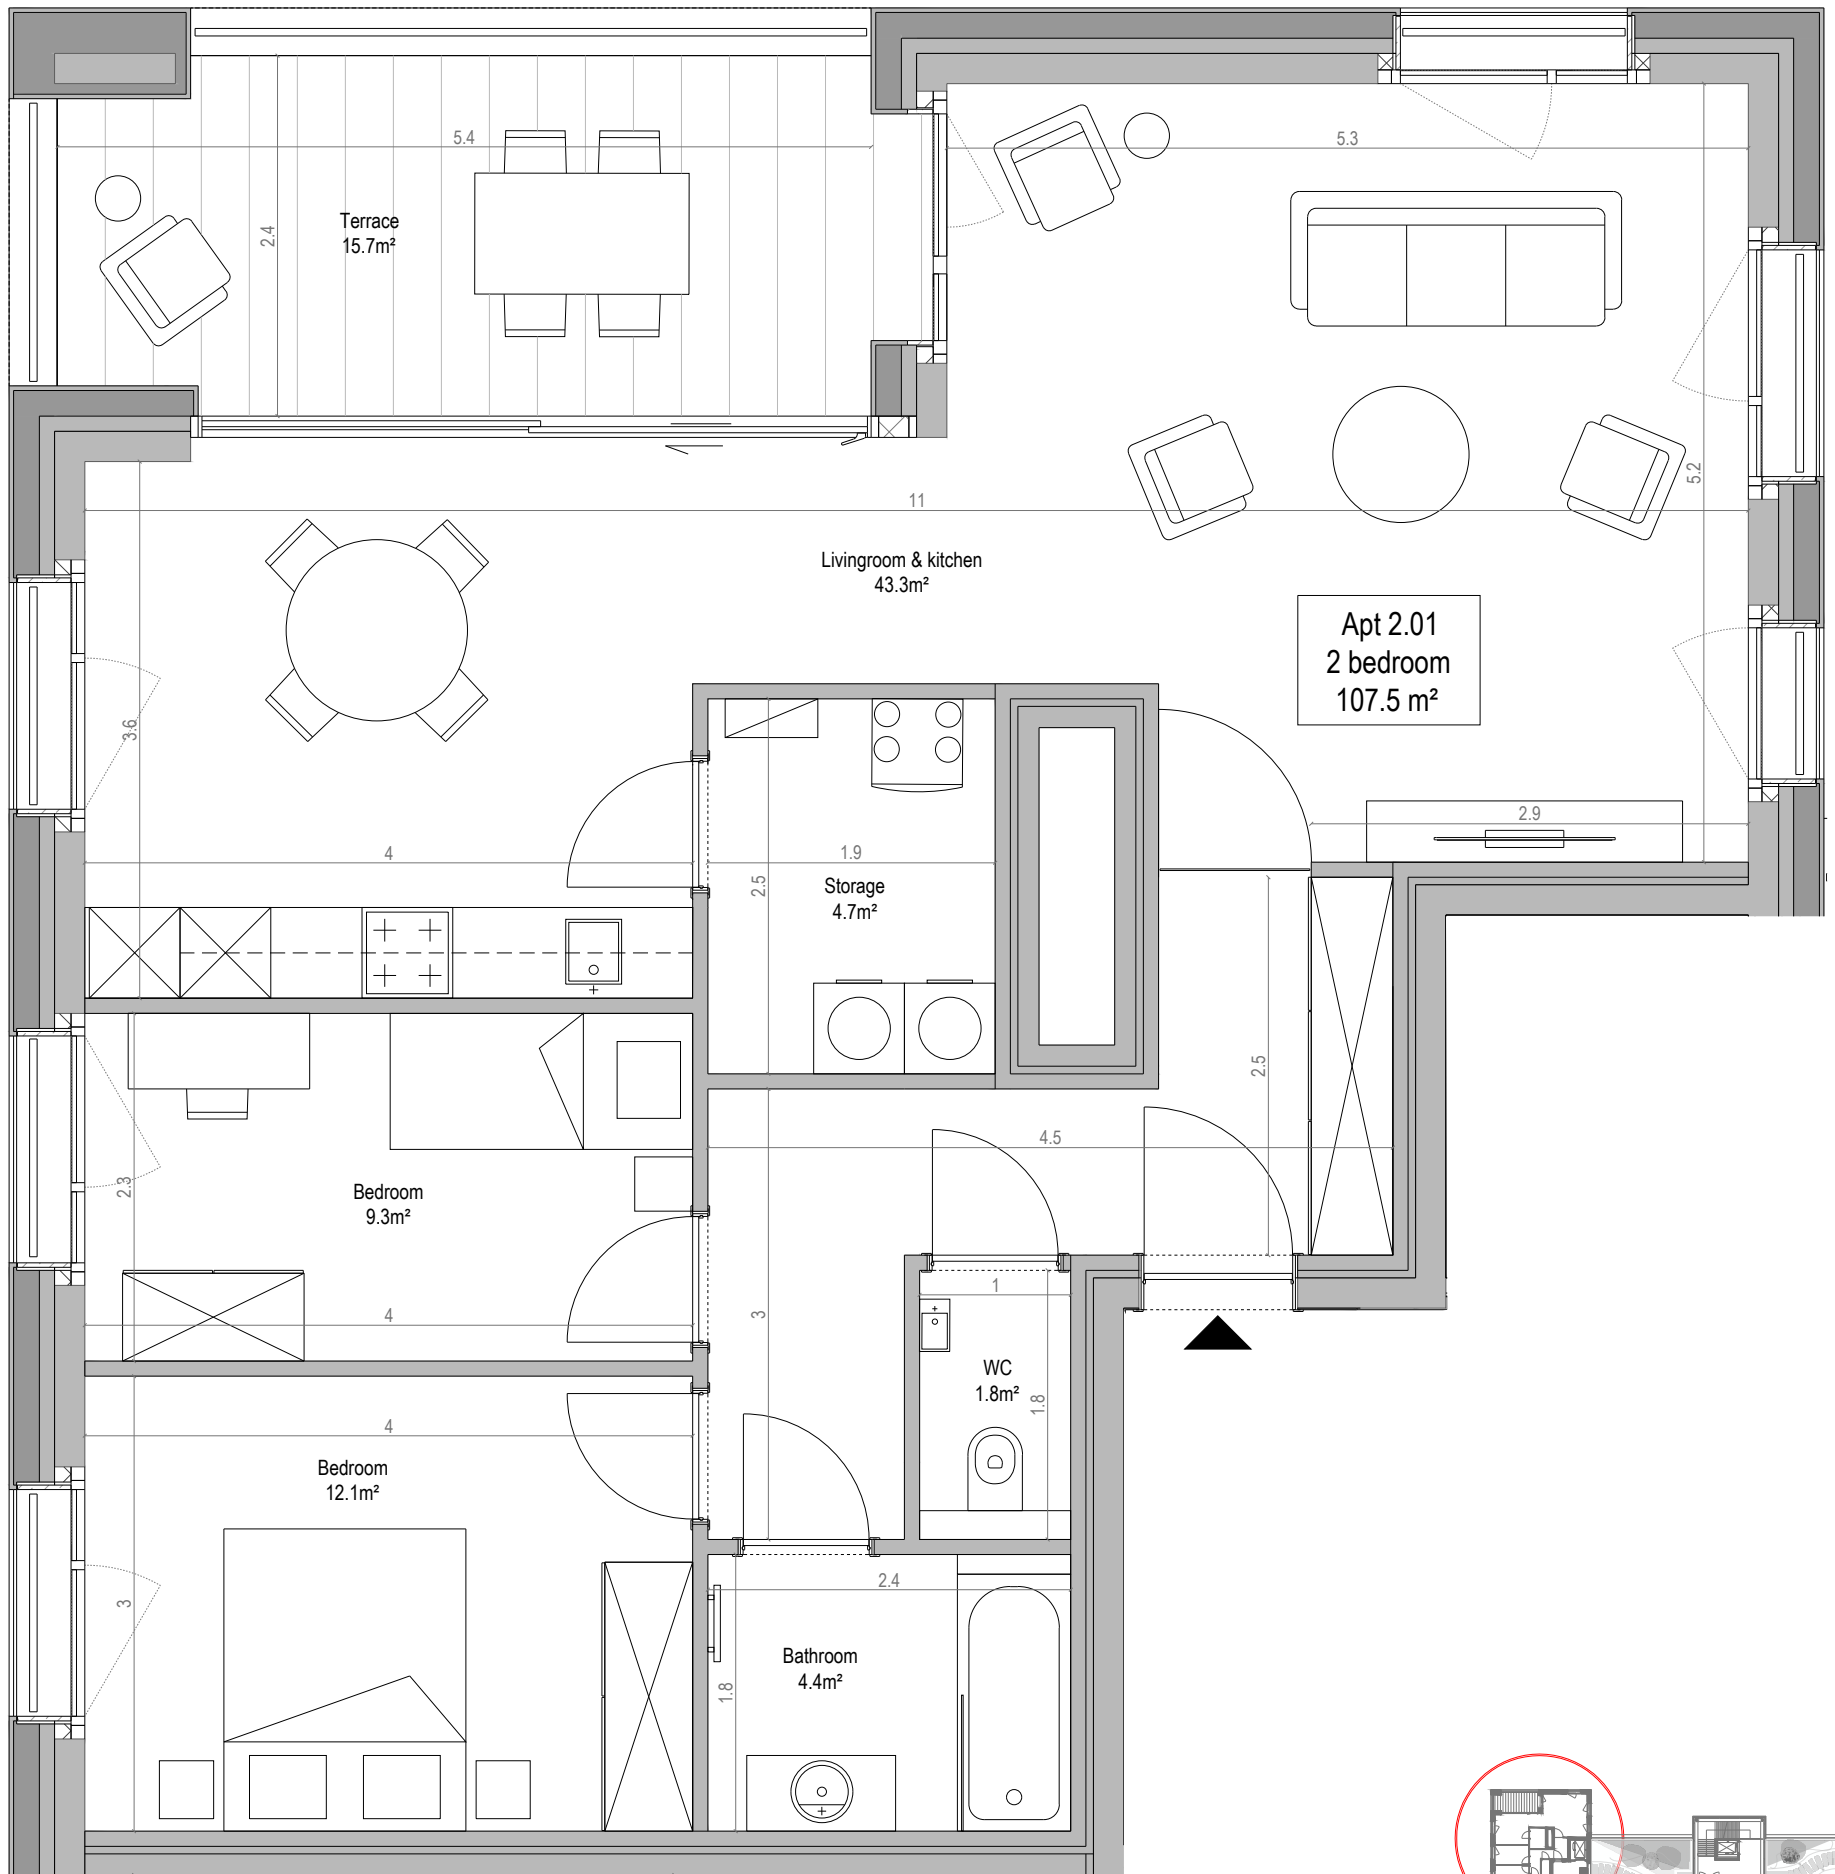 5.4
5.3
Terrace
15.7m²
2.4
5.2
11
Livingroom & kitchen
43.3m²
Apt 2.01
2 bedroom
107.5 m²
3.6
2.9
4
1.9
2.5
Storage
4.7m²
2.5
4.5
2.3
Bedroom
9.3m²
4
1
3
WC
1.8m²
1.8
4
Bedroom
12.1m²
3
2.4
Bathroom
4.4m²
1.8